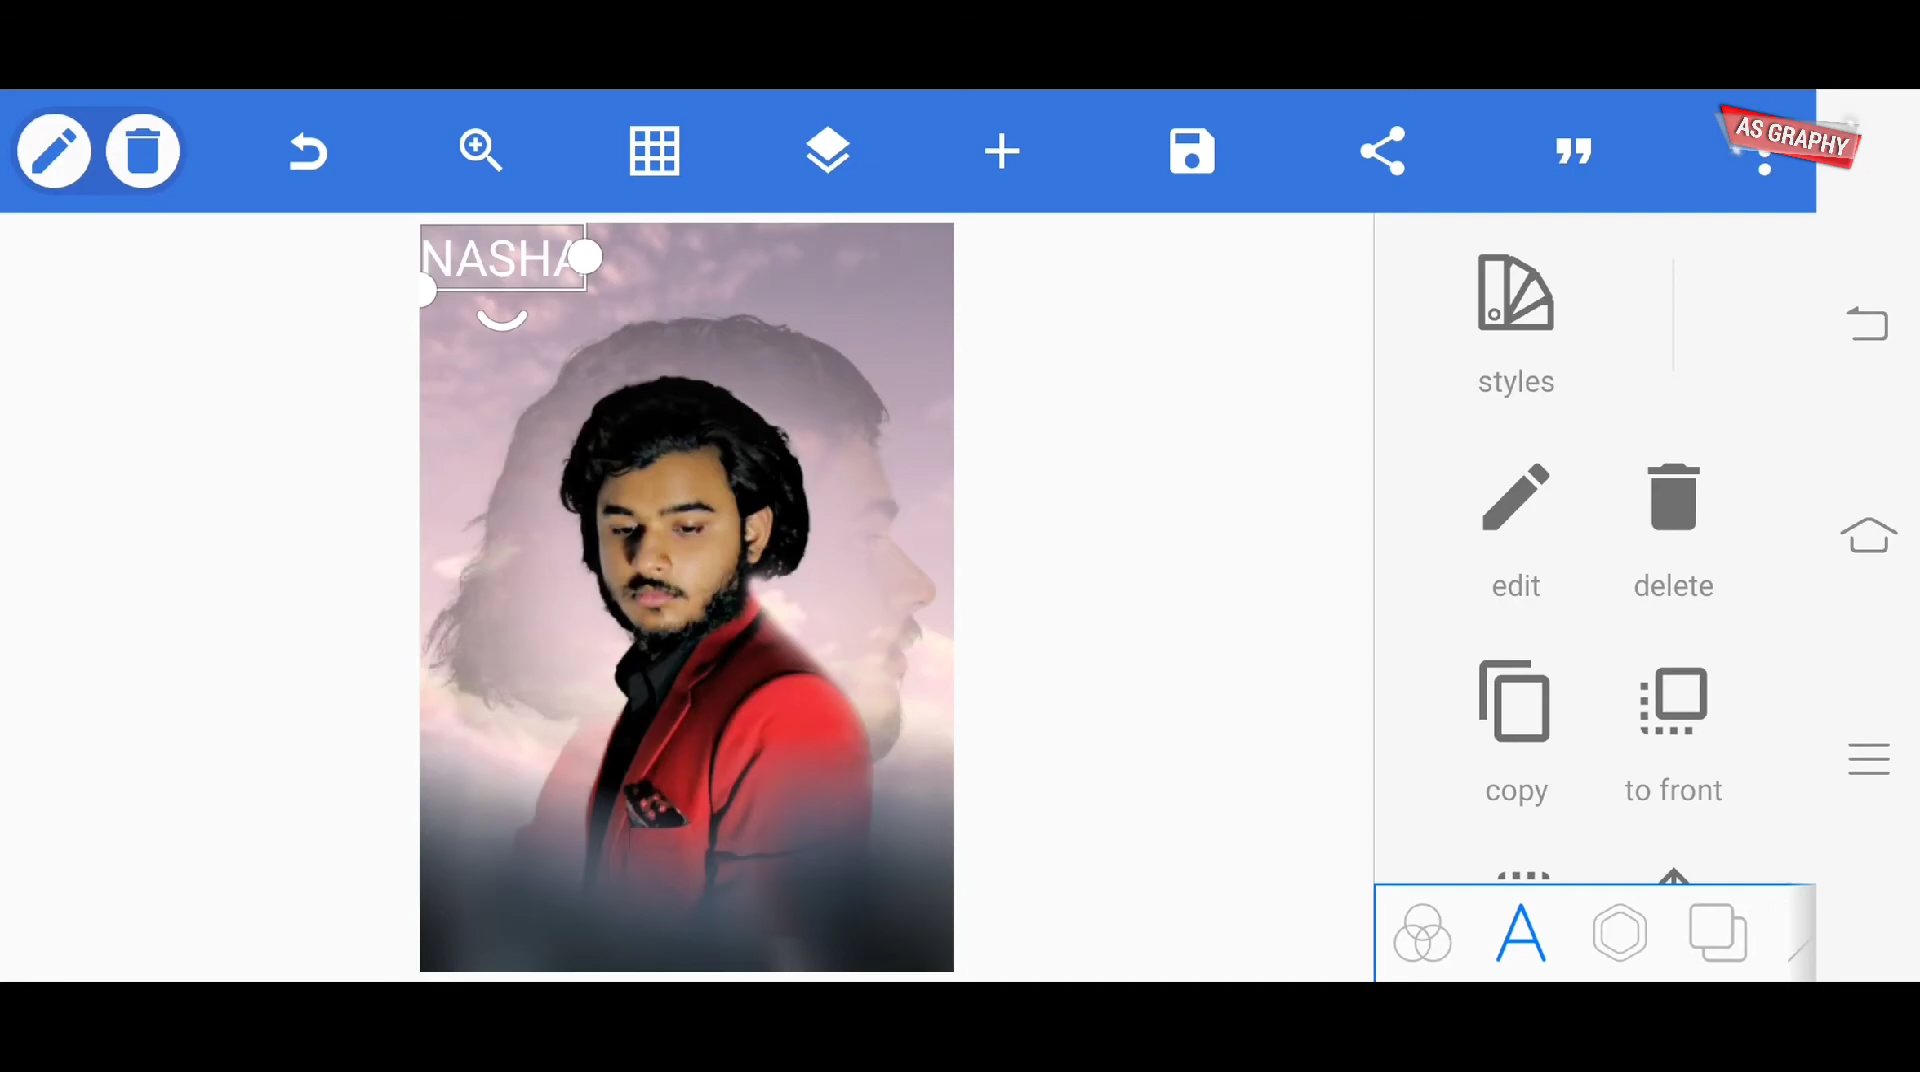 AS GRAPHY
NASHA
styles
edit
delete
copy
to front